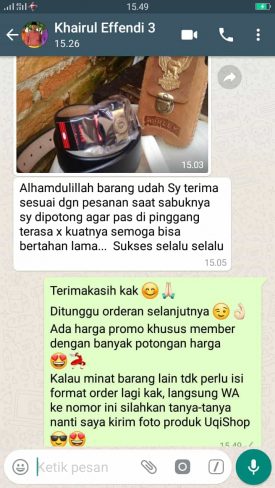 15.49
Khairul Effendi 3
15.26
15.03
Alhamdulillah barang udah Sy terima
sesuai dgn pesanan saat sabuknya
sy dipotong agar pas di pinggang
terasa x kuatnya semoga bisa
bertahan lama... Sukses selalu selalu
15.05
Terimakasih kak 😊🙏🏻
Ditunggu orderan selanjutnya 😉👌🏻
Ada harga promo khusus member
dengan banyak potongan harga
😍💃
Kalau minat barang lain tdk perlu isi
format order lagi kak, langsung WA
ke nomor ini silahkan tanya-tanya
nanti saya kirim foto produk UqiShop
😎😍
15.49
Ketik pesan